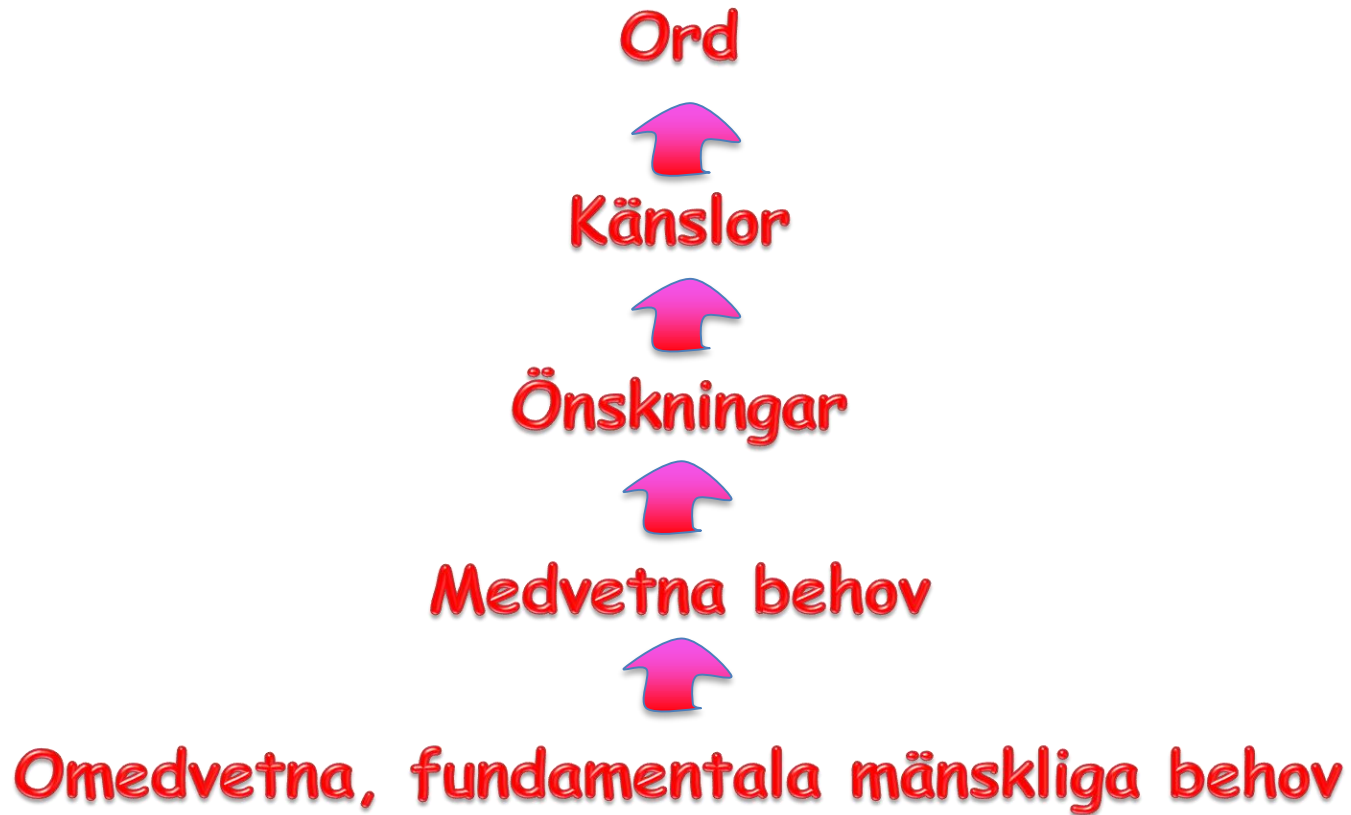 Ord
Känslor
Önskningar
Medvetna behov
Omedvetna, fundamentala mänskliga behov